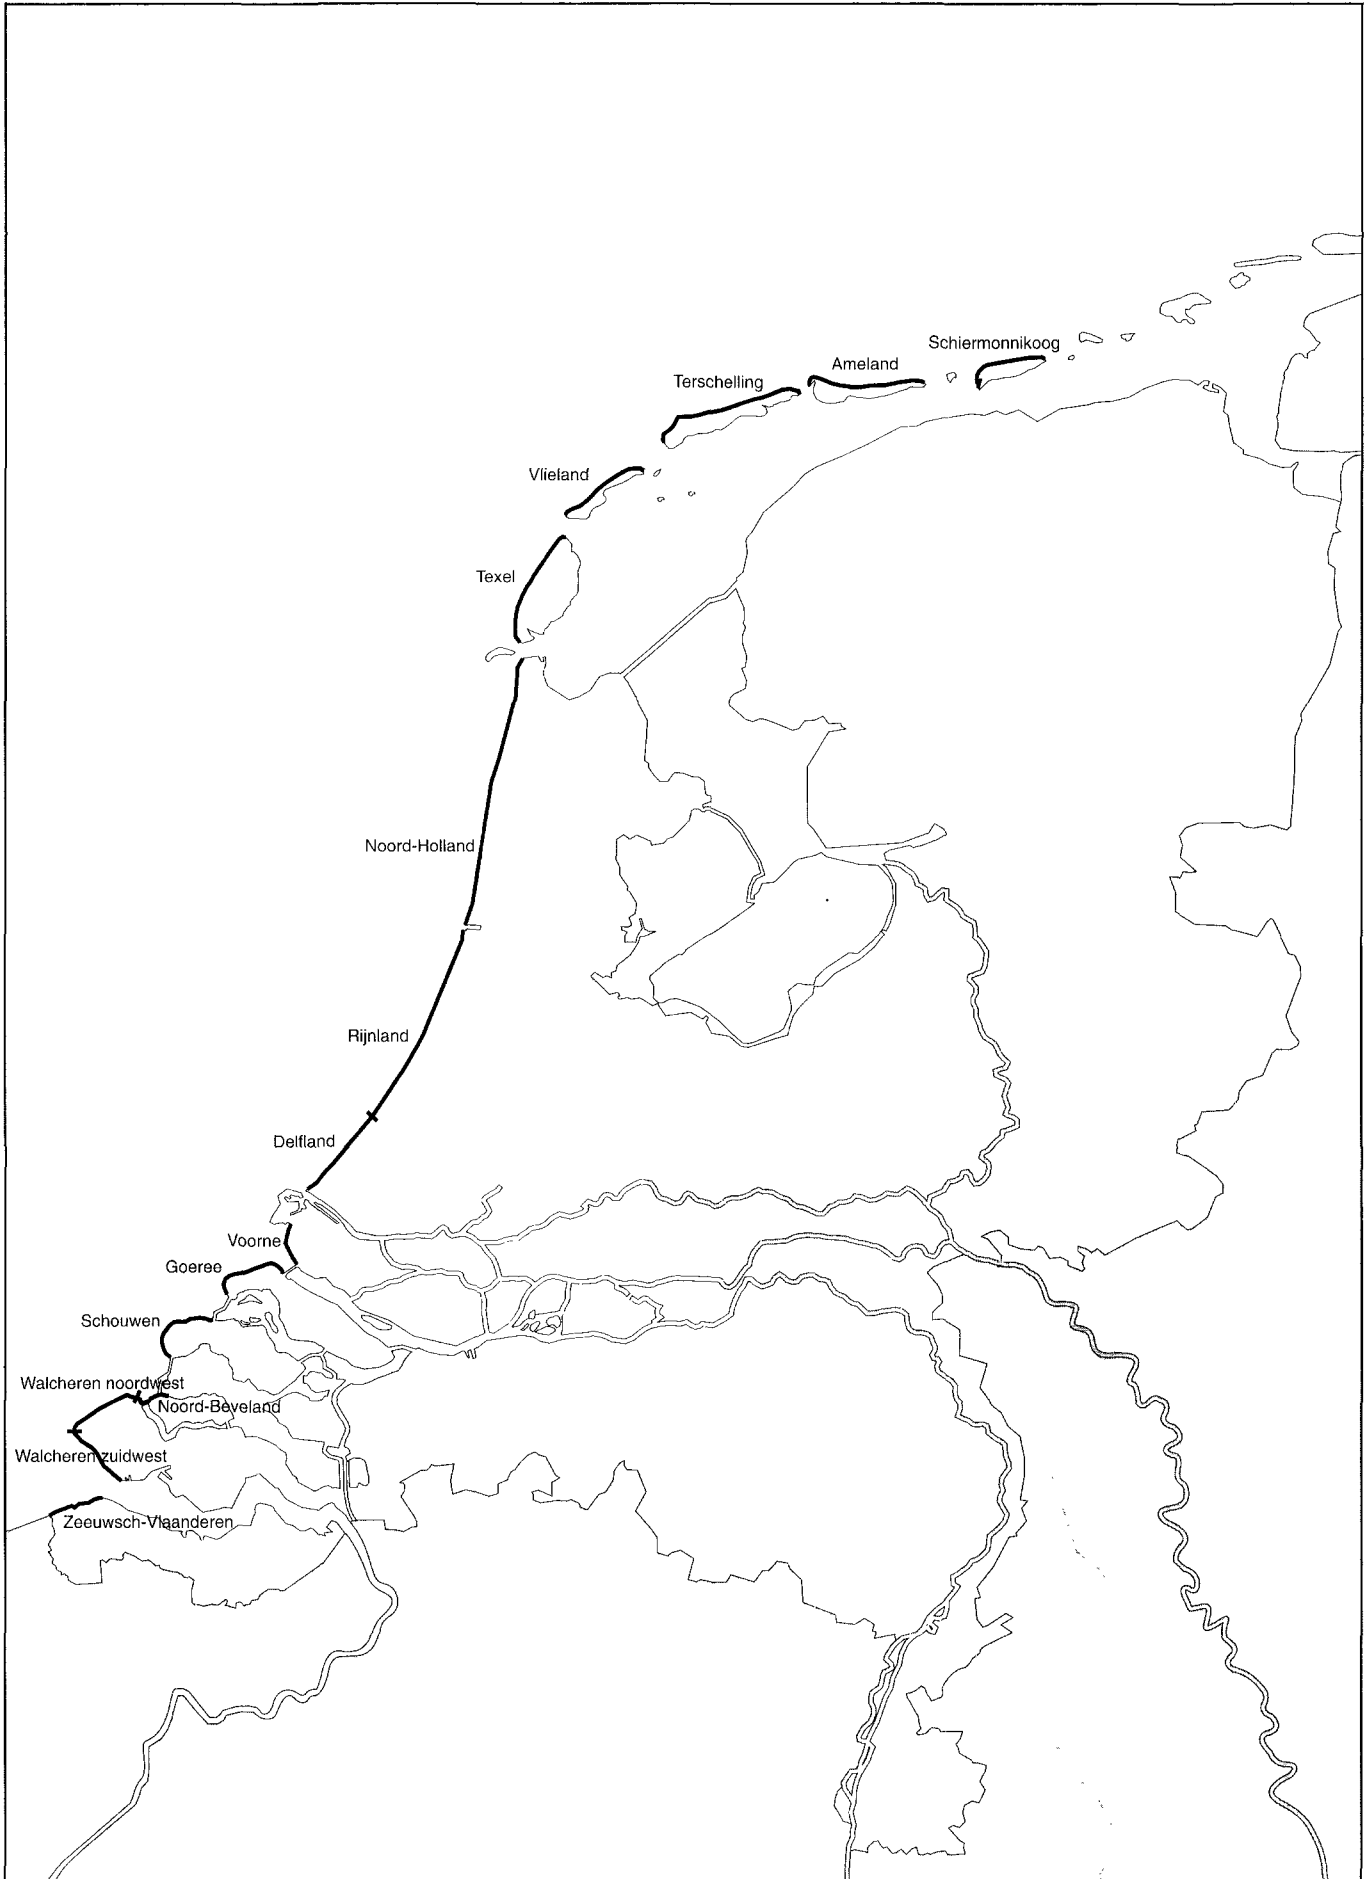 Schiermonnikoog
Ameland
Terschelling
Vlieland
Texel
Noord-Holland
Rijnland
Delfland
Voorne
Goeree
Schouwen
Walcheren noordwest
Noord-Beveland
Walcheren zuidwest
Zeeuwsch-Vlaanderen